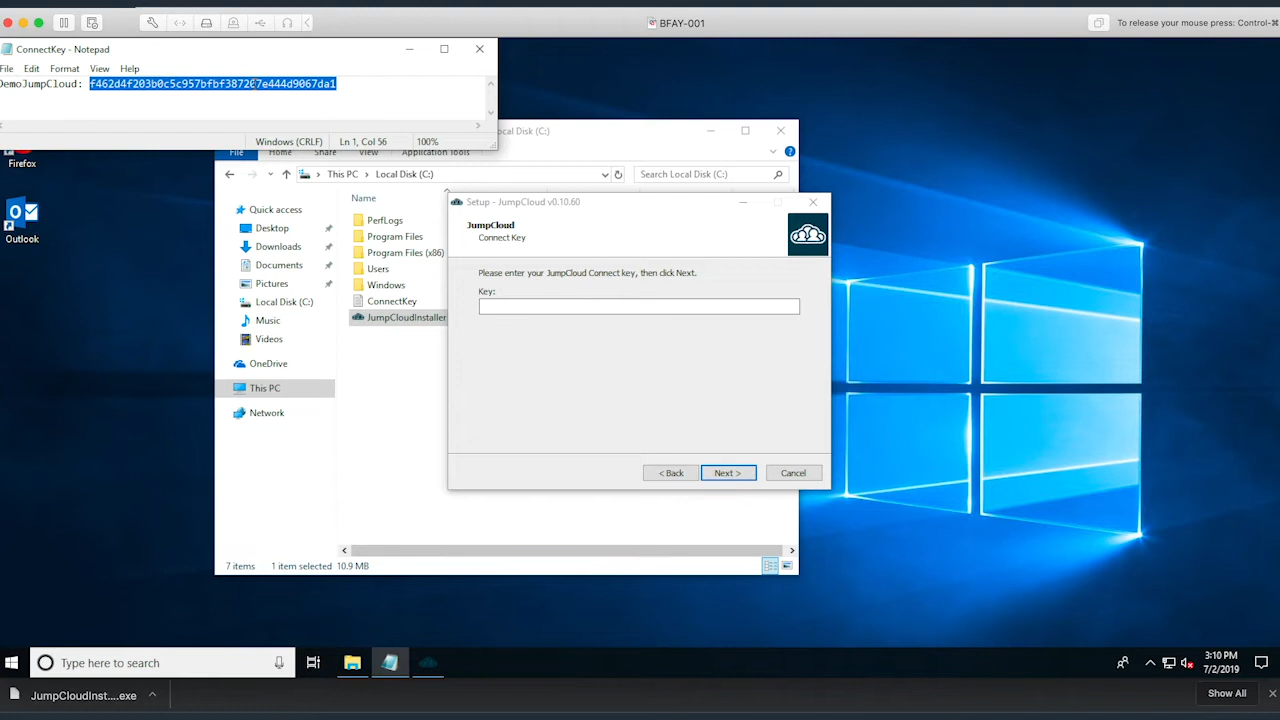 BFAY-001
To release your mouse press: Control-⌘
ConnectKey - Notepad
File Edit Format View Help
DemoJumpCloud: f462d4f203b0c5c957bfbf387207e444d9067da1
Windows (CRLF) Ln 1, Col 56 100%
Firefox
Outlook
ocal Disk (C:)
File Home Share View Application Tools
This PC > Local Disk (C:)
Search Local Disk (C:)
Quick access
Desktop
Downloads
Documents
Pictures
Local Disk (C:)
Music
Videos
OneDrive
This PC
Network
Name
PerfLogs
Program Files
Program Files (x86)
Users
Windows
ConnectKey
JumpCloudInstaller
7 items 1 item selected 10.9 MB
Setup - JumpCloud v0.10.60
JumpCloud
Connect Key
Please enter your JumpCloud Connect key, then click Next.
Key:
< Back Next > Cancel
Type here to search
3:10 PM
7/2/2019
JumpCloudInst....exe
Show All